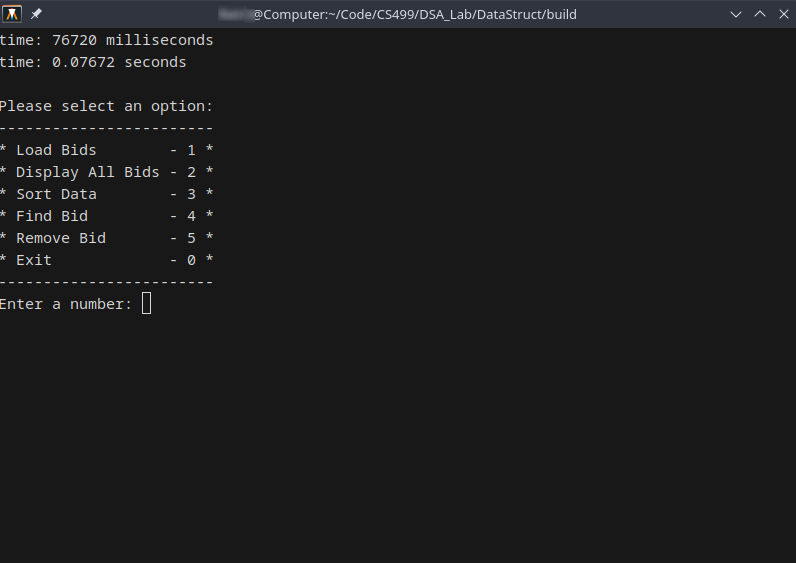 @Computer:~/Code/CS499/DSA_Lab/DataStruct/build
time: 76720 milliseconds
time: 0.07672 seconds
Please select an option:
------------------------
* Load Bids        - 1 *
* Display All Bids - 2 *
* Sort Data        - 3 *
* Find Bid         - 4 *
* Remove Bid       - 5 *
* Exit             - 0 *
------------------------
Enter a number: